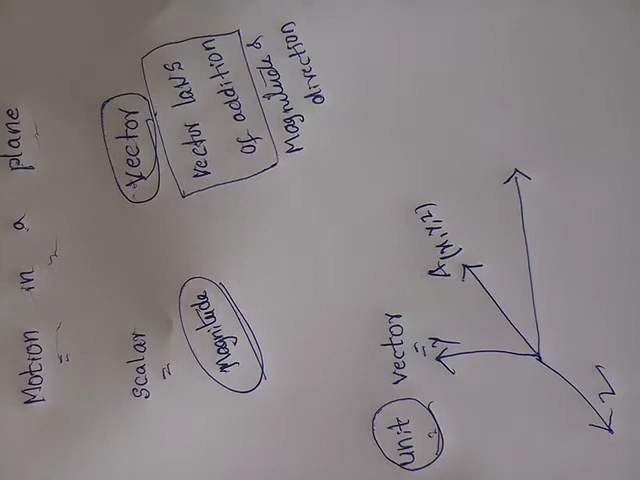 Motion in a plane
Scalar
Magnitude
Vector
vector laws
of addition
Magnitude &
direction
unit vector
y
A(x,y,z)
z